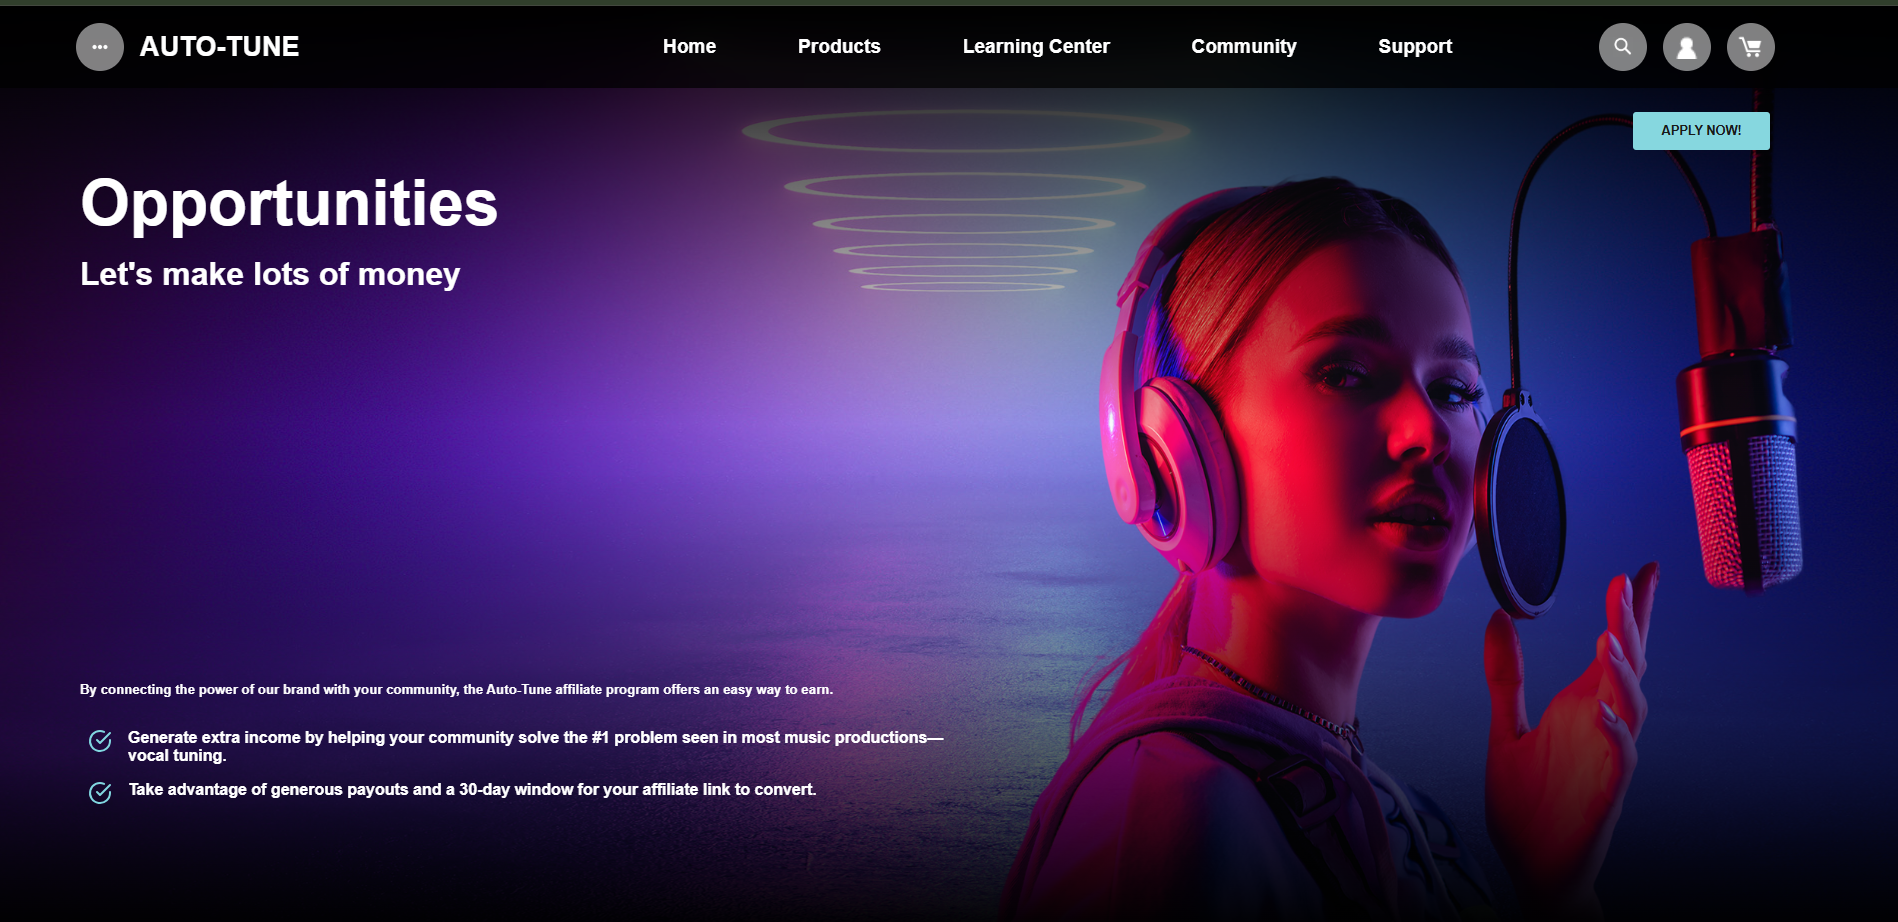 AUTO-TUNE
Home
Products
Learning Center
Community
Support
APPLY NOW!
Opportunities
Let's make lots of money
By connecting the power of our brand with your community, the Auto-Tune affiliate program offers an easy way to earn.
Generate extra income by helping your community solve the #1 problem seen in most music productions—
vocal tuning.
Take advantage of generous payouts and a 30-day window for your affiliate link to convert.